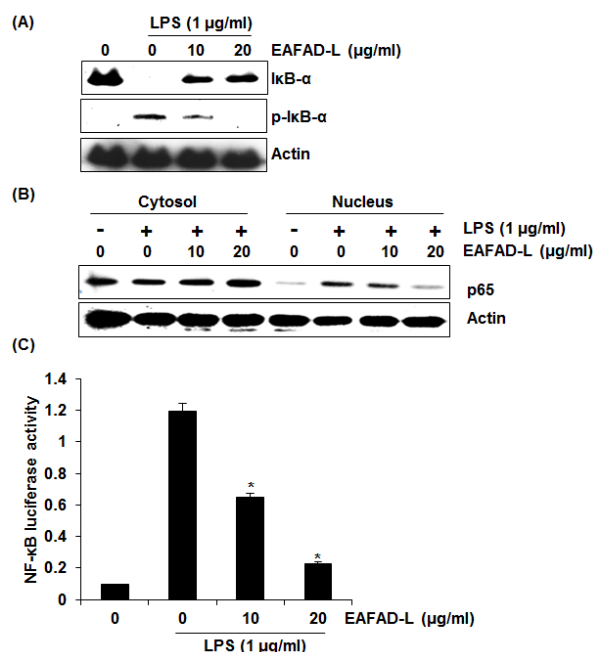 (A)
LPS (1 µg/ml)
0 0 10 20 EAFAD-L (µg/ml)
IκB-α
p-IκB-α
Actin
(B)
Cytosol Nucleus
- + + + - + + + LPS (1 µg/ml)
0 0 10 20 0 0 10 20 EAFAD-L (µg/ml)
p65
Actin
(C)
NF-κB luciferase activity
1.4
1.2
1
0.8
0.6
0.4
0.2
0
*
*
0 0 10 20 EAFAD-L (µg/ml)
LPS (1 µg/ml)